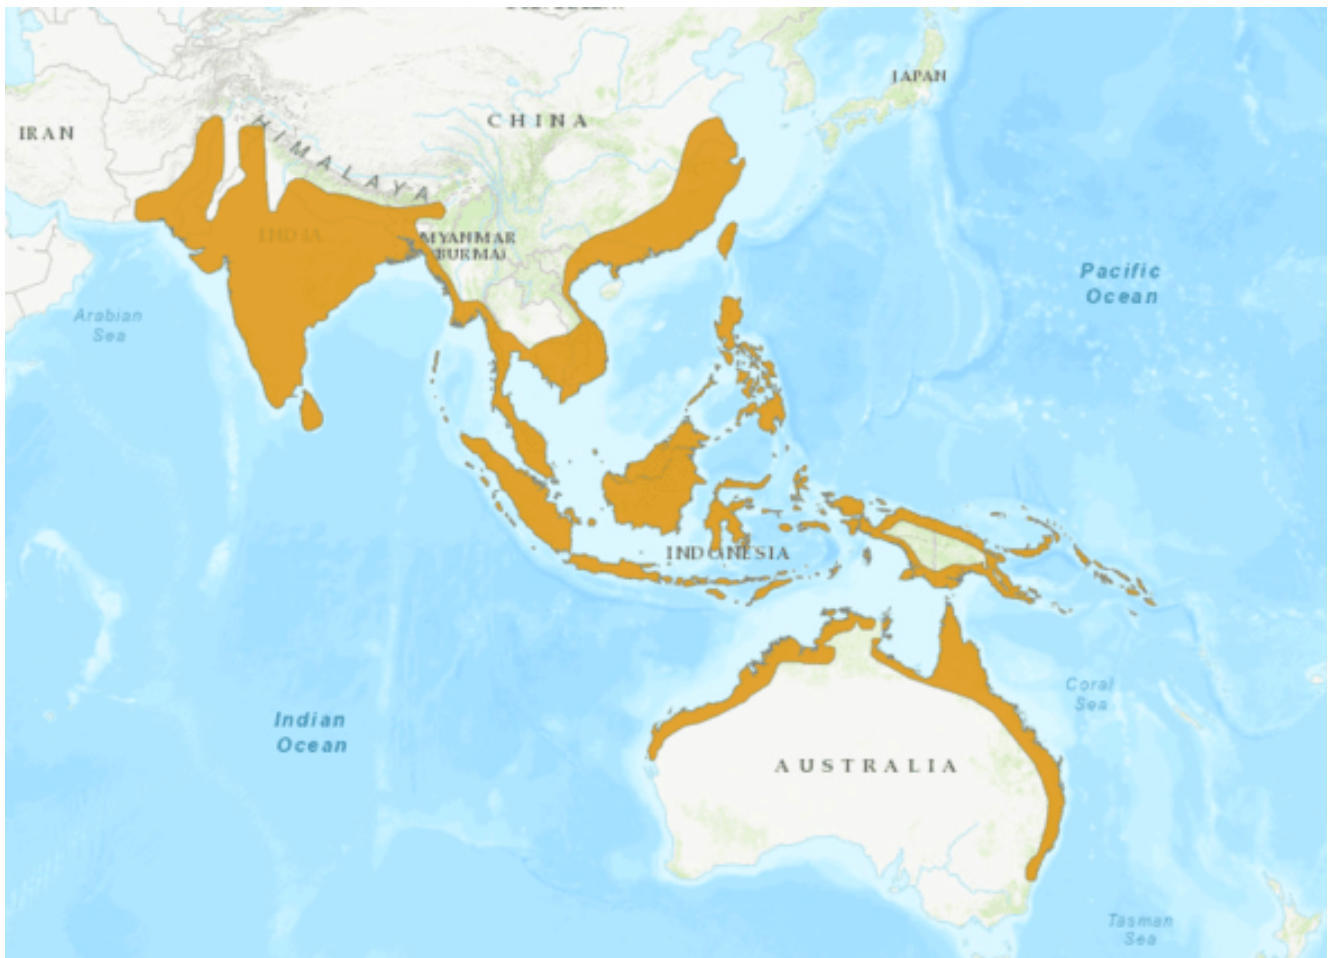 JAPAN
CHINA
IRAN
HIMALAYA
INDIA
MYANMAR
(BURMA)
Pacific
Ocean
Arabian
Sea
INDONESIA
Coral
Sea
Indian
Ocean
AUSTRALIA
Tasman
Sea